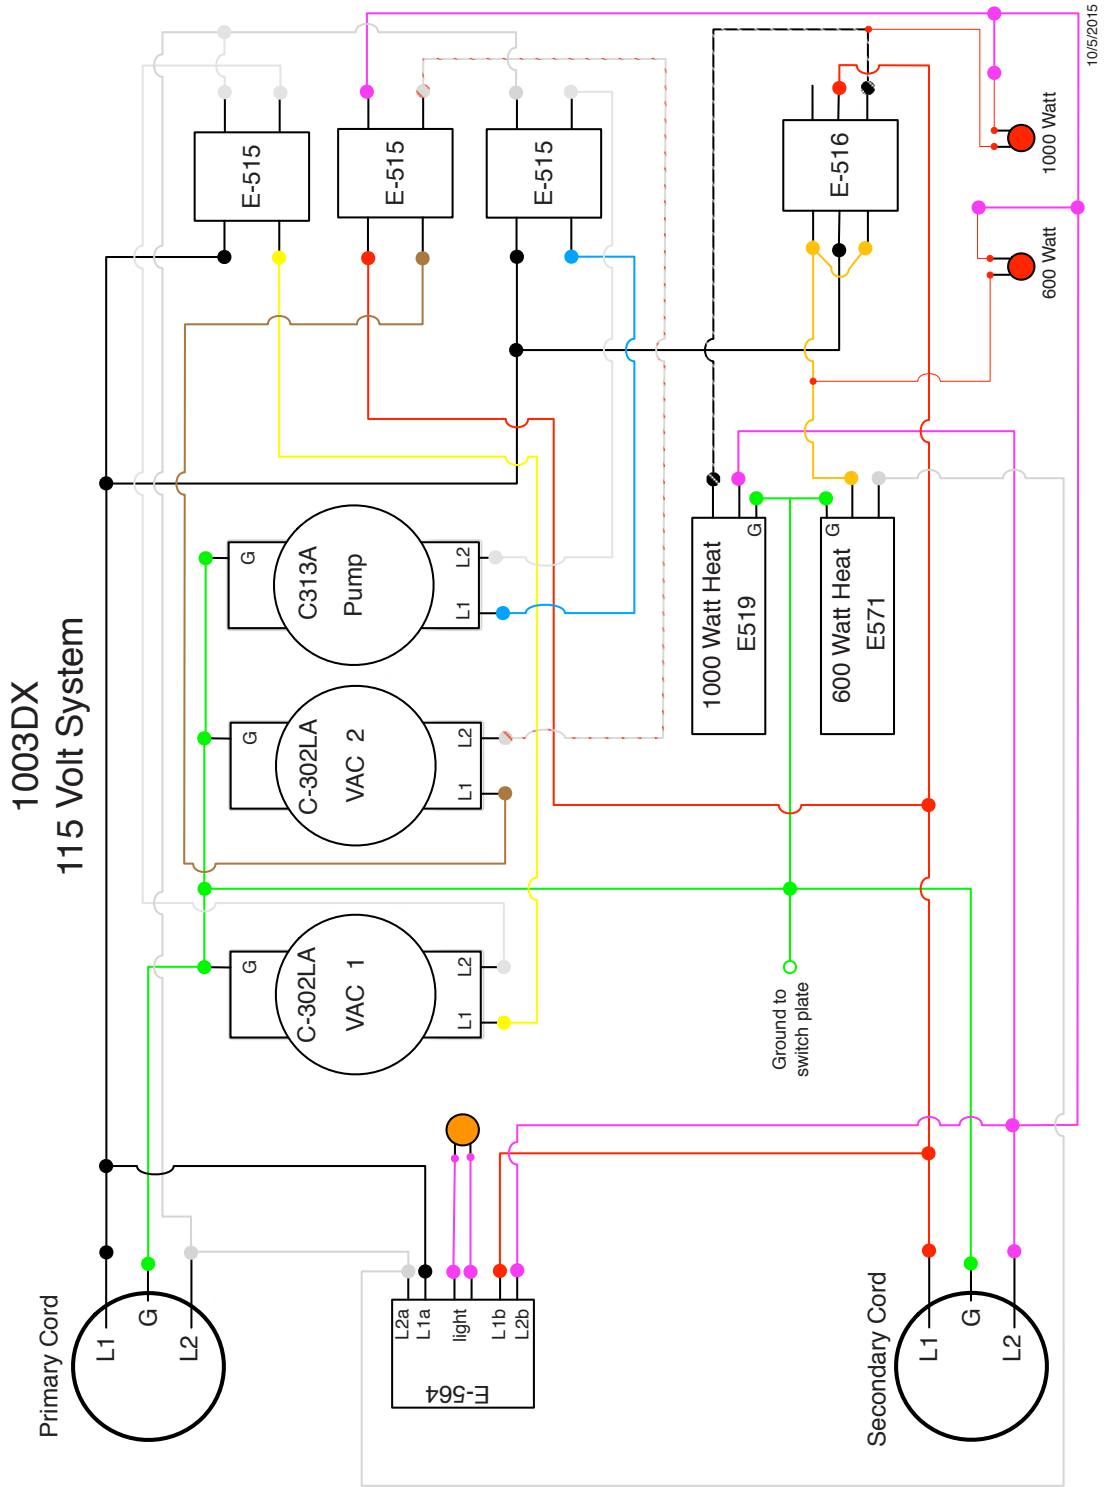 1003DX
115 Volt System
10/5/2015
E-515
E-515
E-515
E-516
1000 Watt
600 Watt
G
C313A
Pump
L2
L1
G
C-302LA
VAC 2
L2
L1
G
C-302LA
VAC 1
L2
L1
G
1000 Watt Heat
E519
G
600 Watt Heat
E571
Ground to
switch plate
Primary Cord
L1
G
L2
L2a
L1a
light
L1b
L2b
E-564
Secondary Cord
L1
G
L2